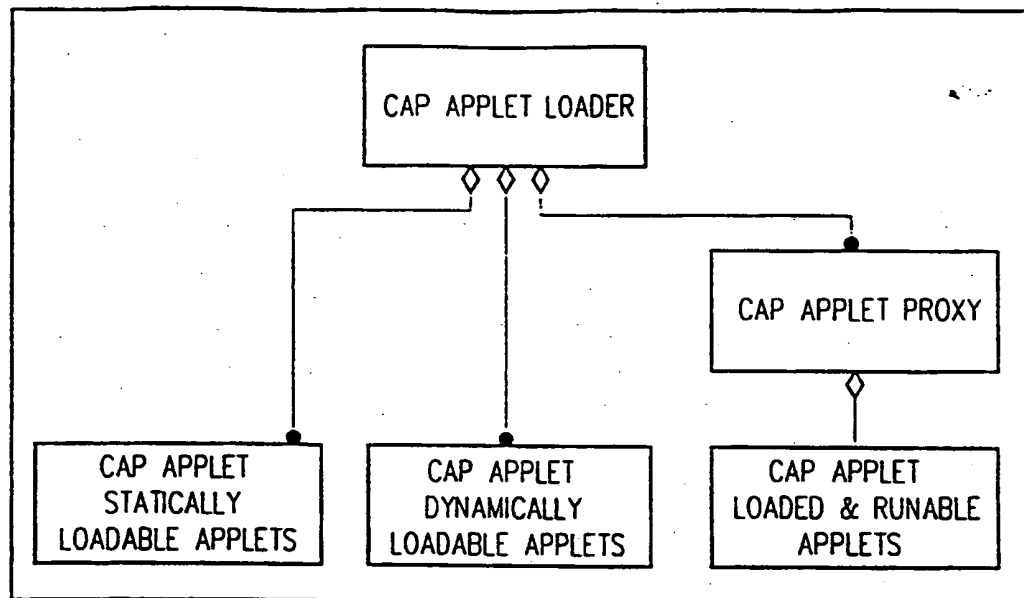 CAP APPLET LOADER
CAP APPLET PROXY
CAP APPLET
STATICALLY
LOADABLE APPLETS
CAP APPLET
DYNAMICALLY
LOADABLE APPLETS
CAP APPLET
LOADED & RUNABLE
APPLETS